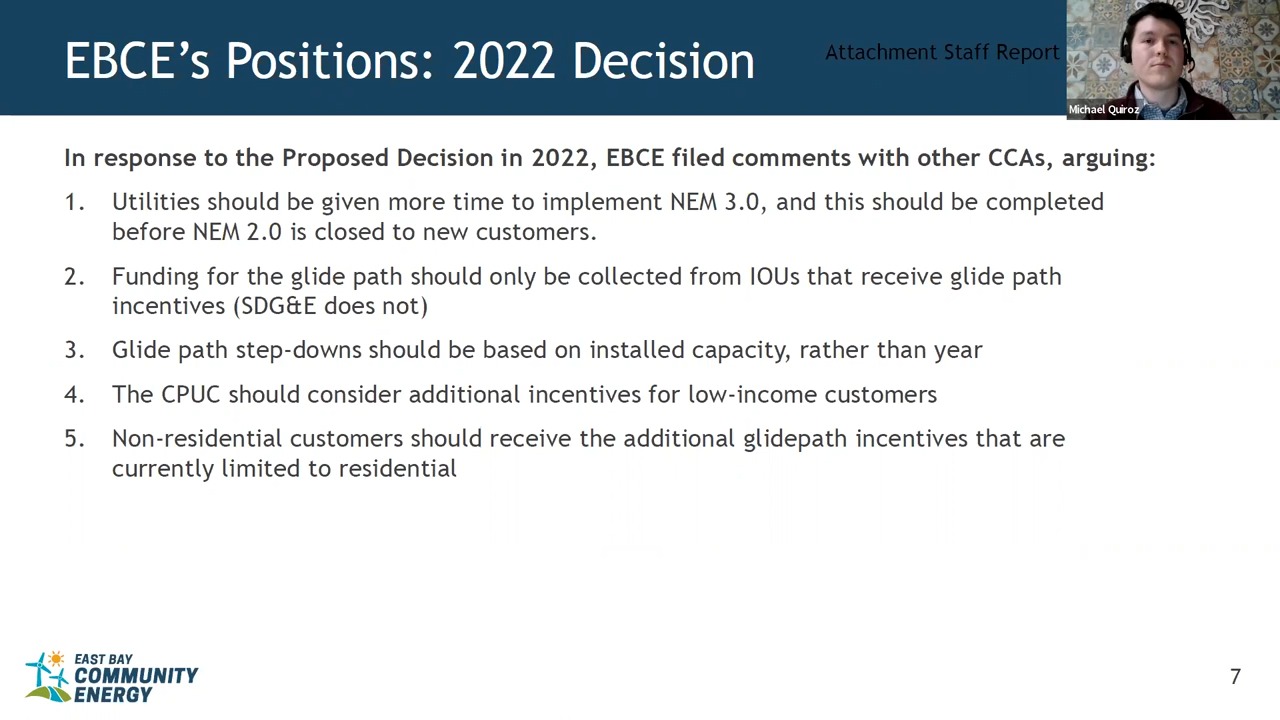 EBCE’s Positions: 2022 Decision
Attachment Staff Report
Michael Quiroz
In response to the Proposed Decision in 2022, EBCE filed comments with other CCAs, arguing:
1. Utilities should be given more time to implement NEM 3.0, and this should be completed
before NEM 2.0 is closed to new customers.
2. Funding for the glide path should only be collected from IOUs that receive glide path
incentives (SDG&E does not)
3. Glide path step-downs should be based on installed capacity, rather than year
4. The CPUC should consider additional incentives for low-income customers
5. Non-residential customers should receive the additional glidepath incentives that are
currently limited to residential
EAST BAY
COMMUNITY
ENERGY
7